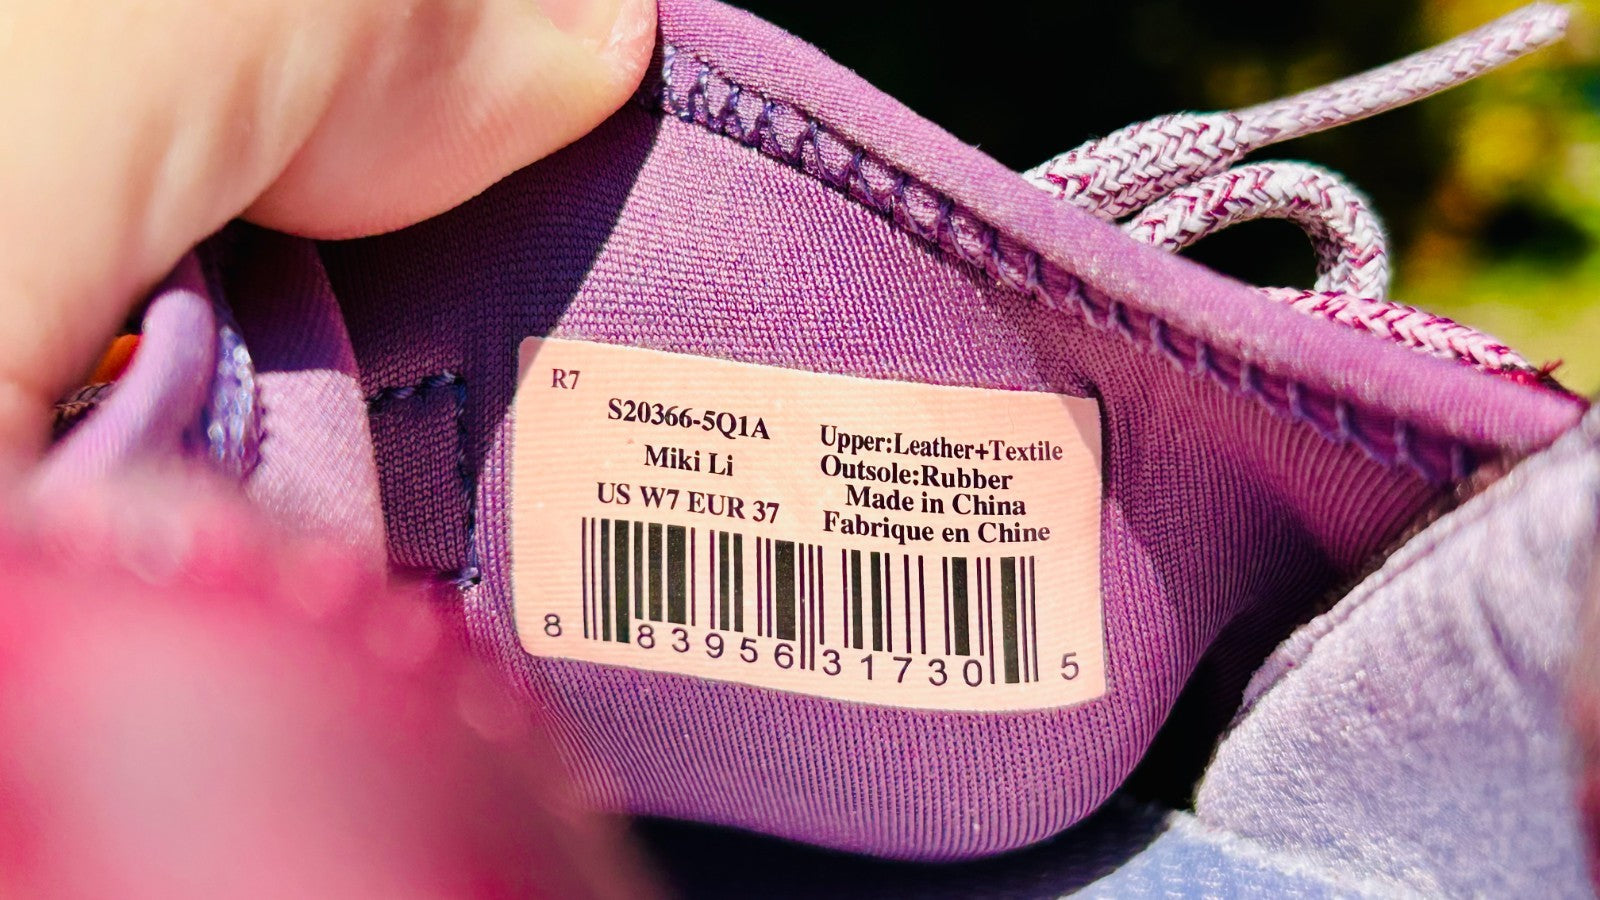 R7
S20366-5Q1A
Miki Li
US W7 EUR 37
Upper:Leather+Textile
Outsole:Rubber
Made in China
Fabrique en Chine
8 83956 31730 5